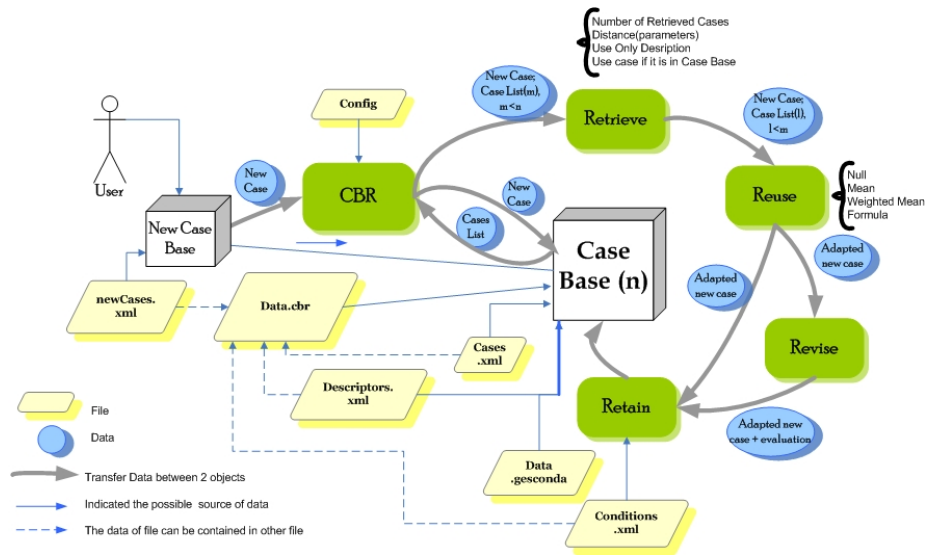 Number of Retrieved Cases
Distance(parameters)
Use Only Desription
Use case if it is in Case Base
New Case;
Case List(m),
m<n
Retrieve
New Case;
Case List(l),
l<m
Config
User
New
Case
CBR
New
Case
Cases
List
Reuse
Null
Mean
Weighted Mean
Formula
New Case
Base
Case
Base (n)
Adapted
new case
Adapted
new case
newCases.
xml
Data.cbr
Cases
.xml
Revise
Descriptors.
xml
Retain
File
Data
Adapted new
case + evaluation
Transfer Data between 2 objects
Data
.gesconda
Indicated the possible source of data
Conditions
.xml
The data of file can be contained in other file